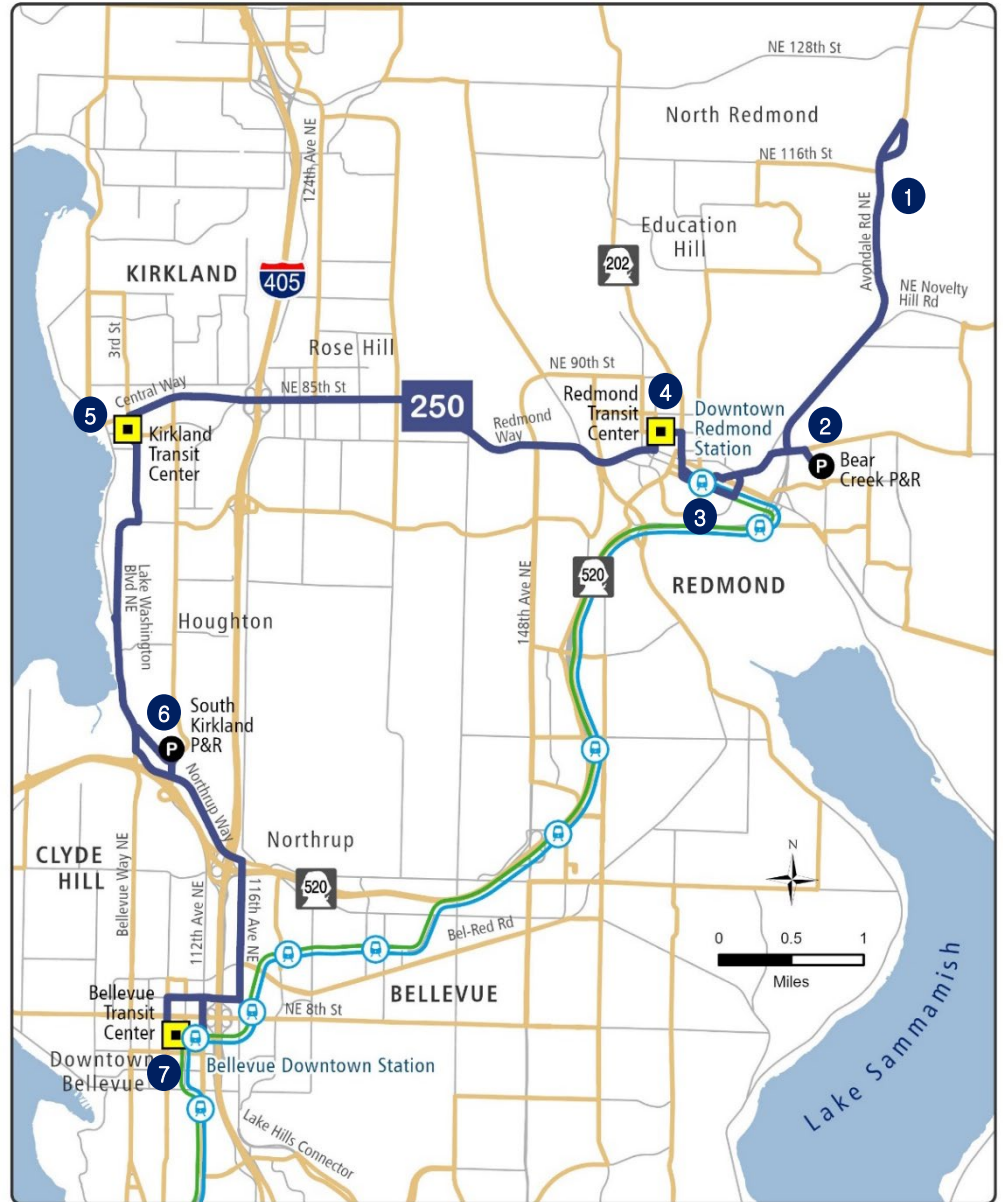 NE 128th St
North Redmond
NE 116th St
1
124th Ave NE
Avondale Rd NE
Education
Hill
202
KIRKLAND
405
NE Novelty
Hill Rd
3rd St
Rose Hill
NE 90th St
Central Way
NE 85th St
250
Redmond
Way
Redmond
Transit
Center
4
Downtown
Redmond
Station
5
Kirkland
Transit
Center
2
P
Bear
Creek P&R
3
520
REDMOND
148th Ave NE
Lake Washington
Blvd NE
Houghton
6
South
Kirkland
P&R
P
Northrup Way
Northrup
CLYDE
HILL
Bellevue Way NE
112th Ave NE
116th Ave NE
520
Bel-Red Rd
N
0 0.5 1
Miles
BELLEVUE
Bellevue
Transit
Center
NE 8th St
Downtown
Bellevue
7
Bellevue Downtown Station
Lake Hills Connector
Lake Sammamish